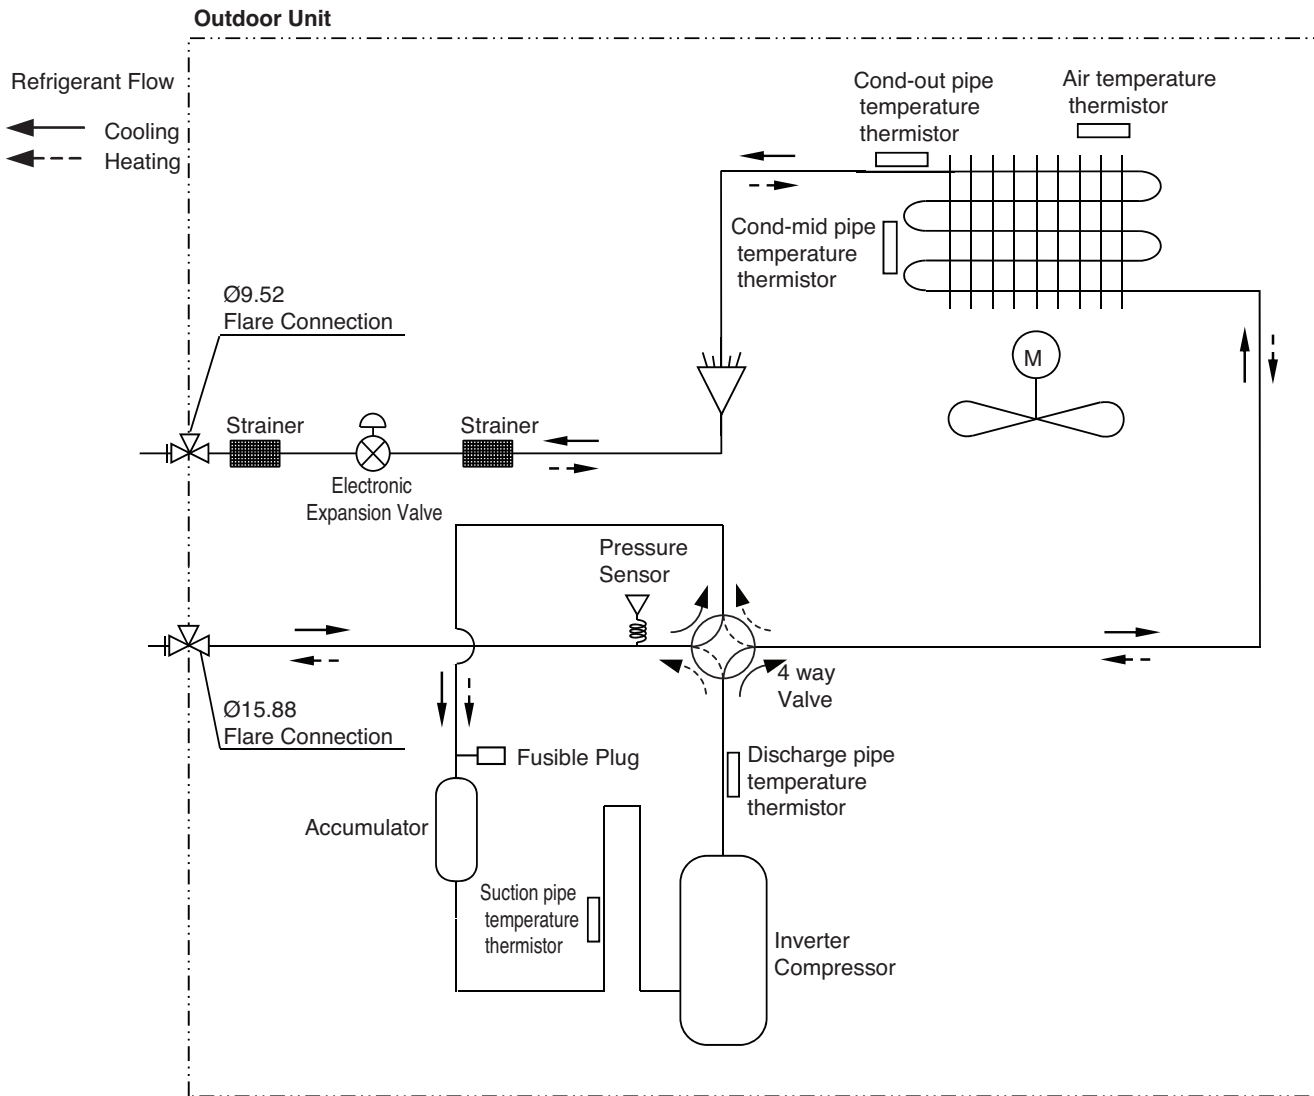 Outdoor Unit
Refrigerant Flow
Cooling
Heating
Cond-out pipe
temperature
thermistor
Air temperature
thermistor
Cond-mid pipe
temperature
thermistor
Ø9.52
Flare Connection
M
Strainer
Strainer
Electronic
Expansion Valve
Pressure
Sensor
4 way
Valve
Ø15.88
Flare Connection
Fusible Plug
Discharge pipe
temperature
thermistor
Accumulator
Suction pipe
temperature
thermistor
Inverter
Compressor